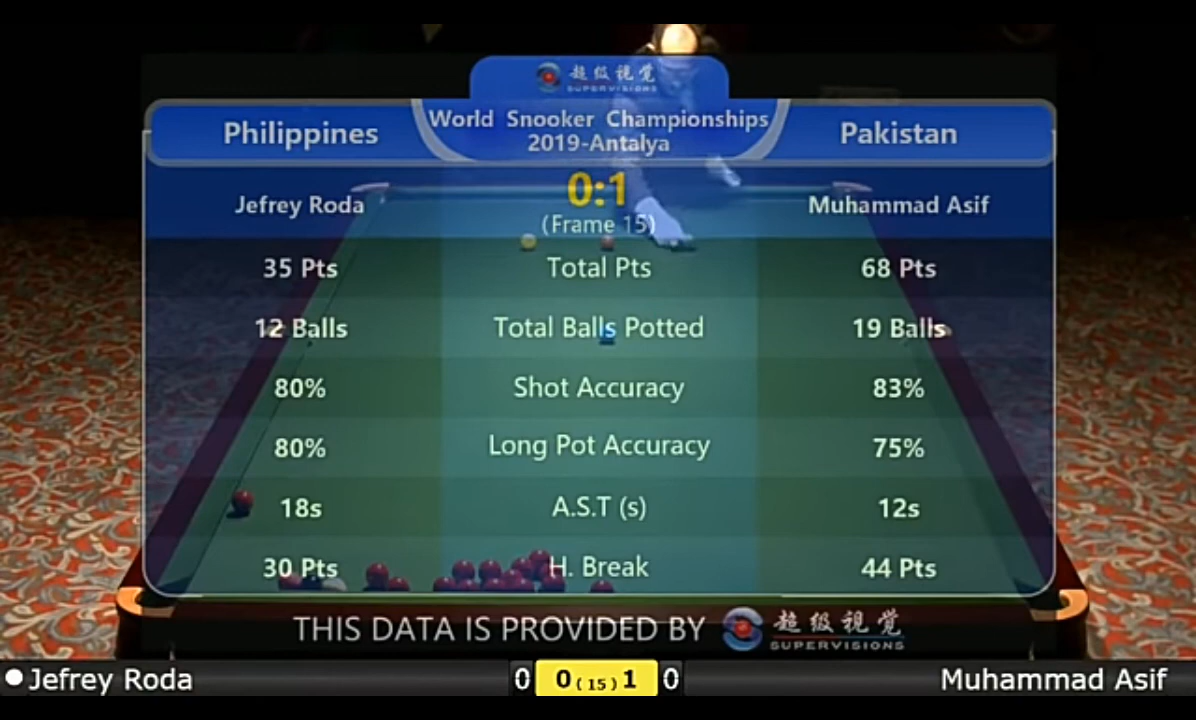 超级视觉
SUPERVISIONS
Philippines
World Snooker Championships
2019-Antalya
Pakistan
Jefrey Roda
0:1
(Frame 15)
Muhammad Asif
35 Pts Total Pts 68 Pts
12 Balls Total Balls Potted 19 Balls
80% Shot Accuracy 83%
80% Long Pot Accuracy 75%
18s A.S.T (s) 12s
30 Pts H. Break 44 Pts
THIS DATA IS PROVIDED BY 超级视觉
SUPERVISIONS
Jefrey Roda 0 0 (15) 1 0 Muhammad Asif